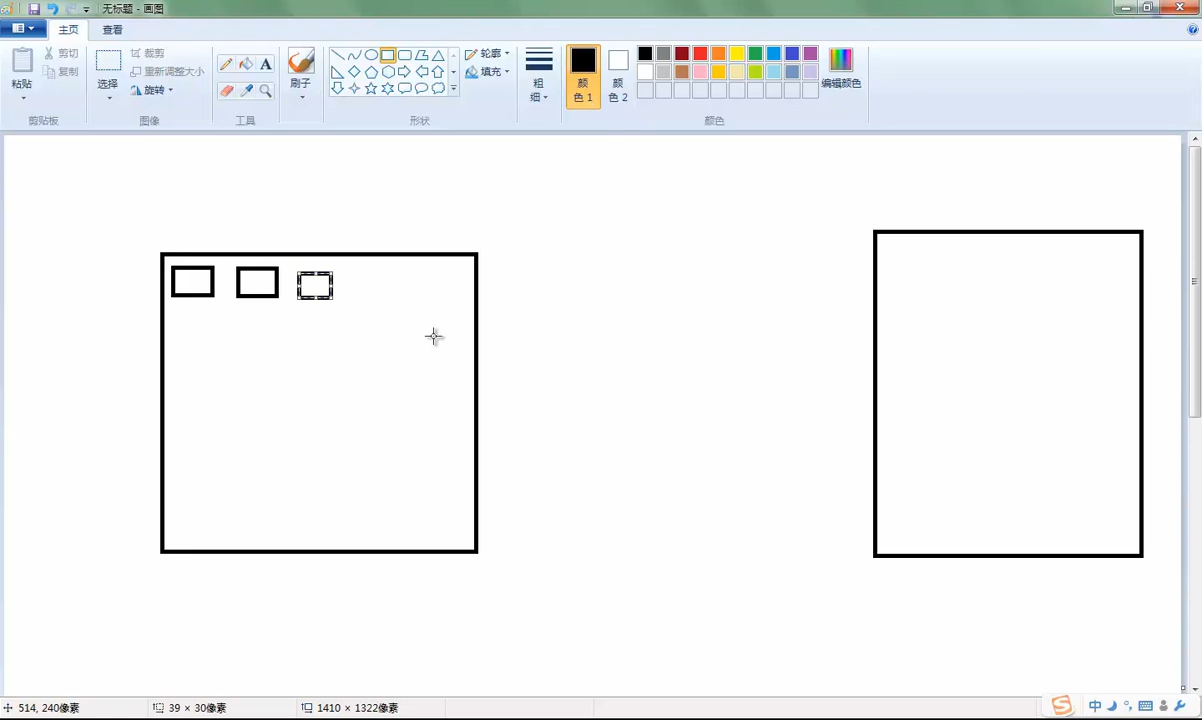 无标题 - 画图
主页 查看
粘贴
剪切
复制
剪贴板
选择
裁剪
重新调整大小
旋转
图像
A
工具
刷子
轮廓
填充
形状
粗细
颜色 1
颜色 2
编辑颜色
颜色
514, 240像素 39 × 30像素 1410 × 1322像素
S 中